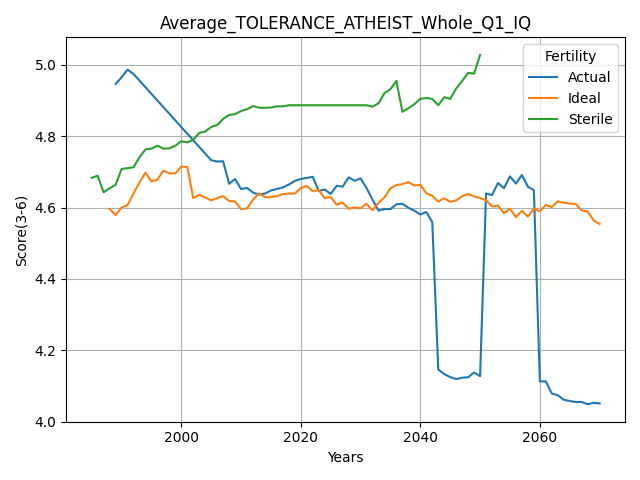 Average_TOLERANCE_ATHEIST_Whole_Q1_IQ
Fertility
Actual
Ideal
Sterile
Score(3-6)
5.0
4.8
4.6
4.4
4.2
4.0
2000
2020
2040
2060
Years